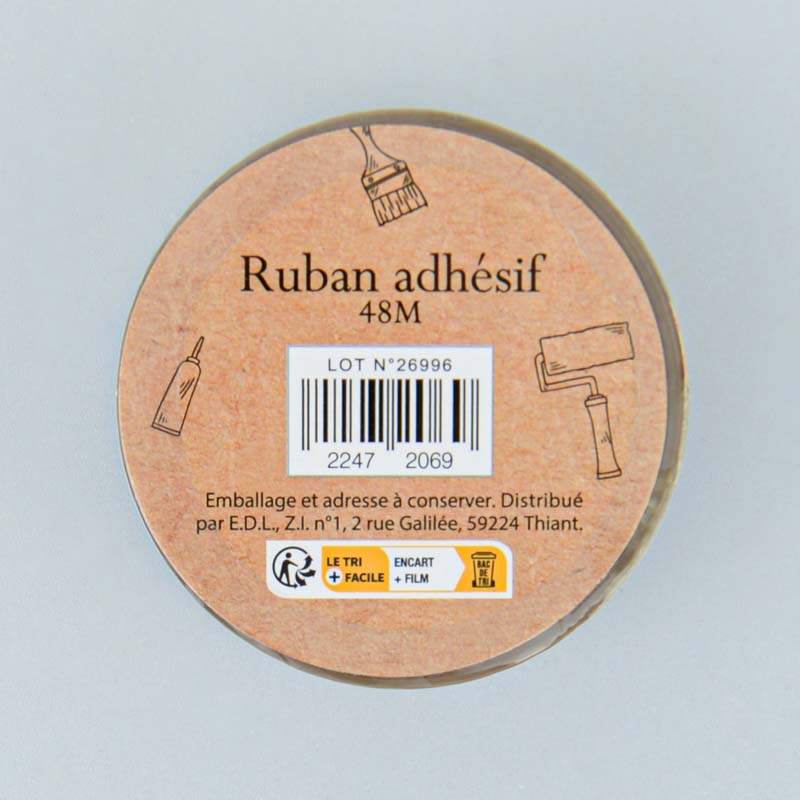 Ruban adhésif
48M
LOT N°26996
2247 2069
Emballage et adresse à conserver. Distribué
par E.D.L., Z.I. n°1, 2 rue Galilée, 59224 Thiant.
LE TRI
+ FACILE
ENCART
+ FILM
BAC
DE
TRI